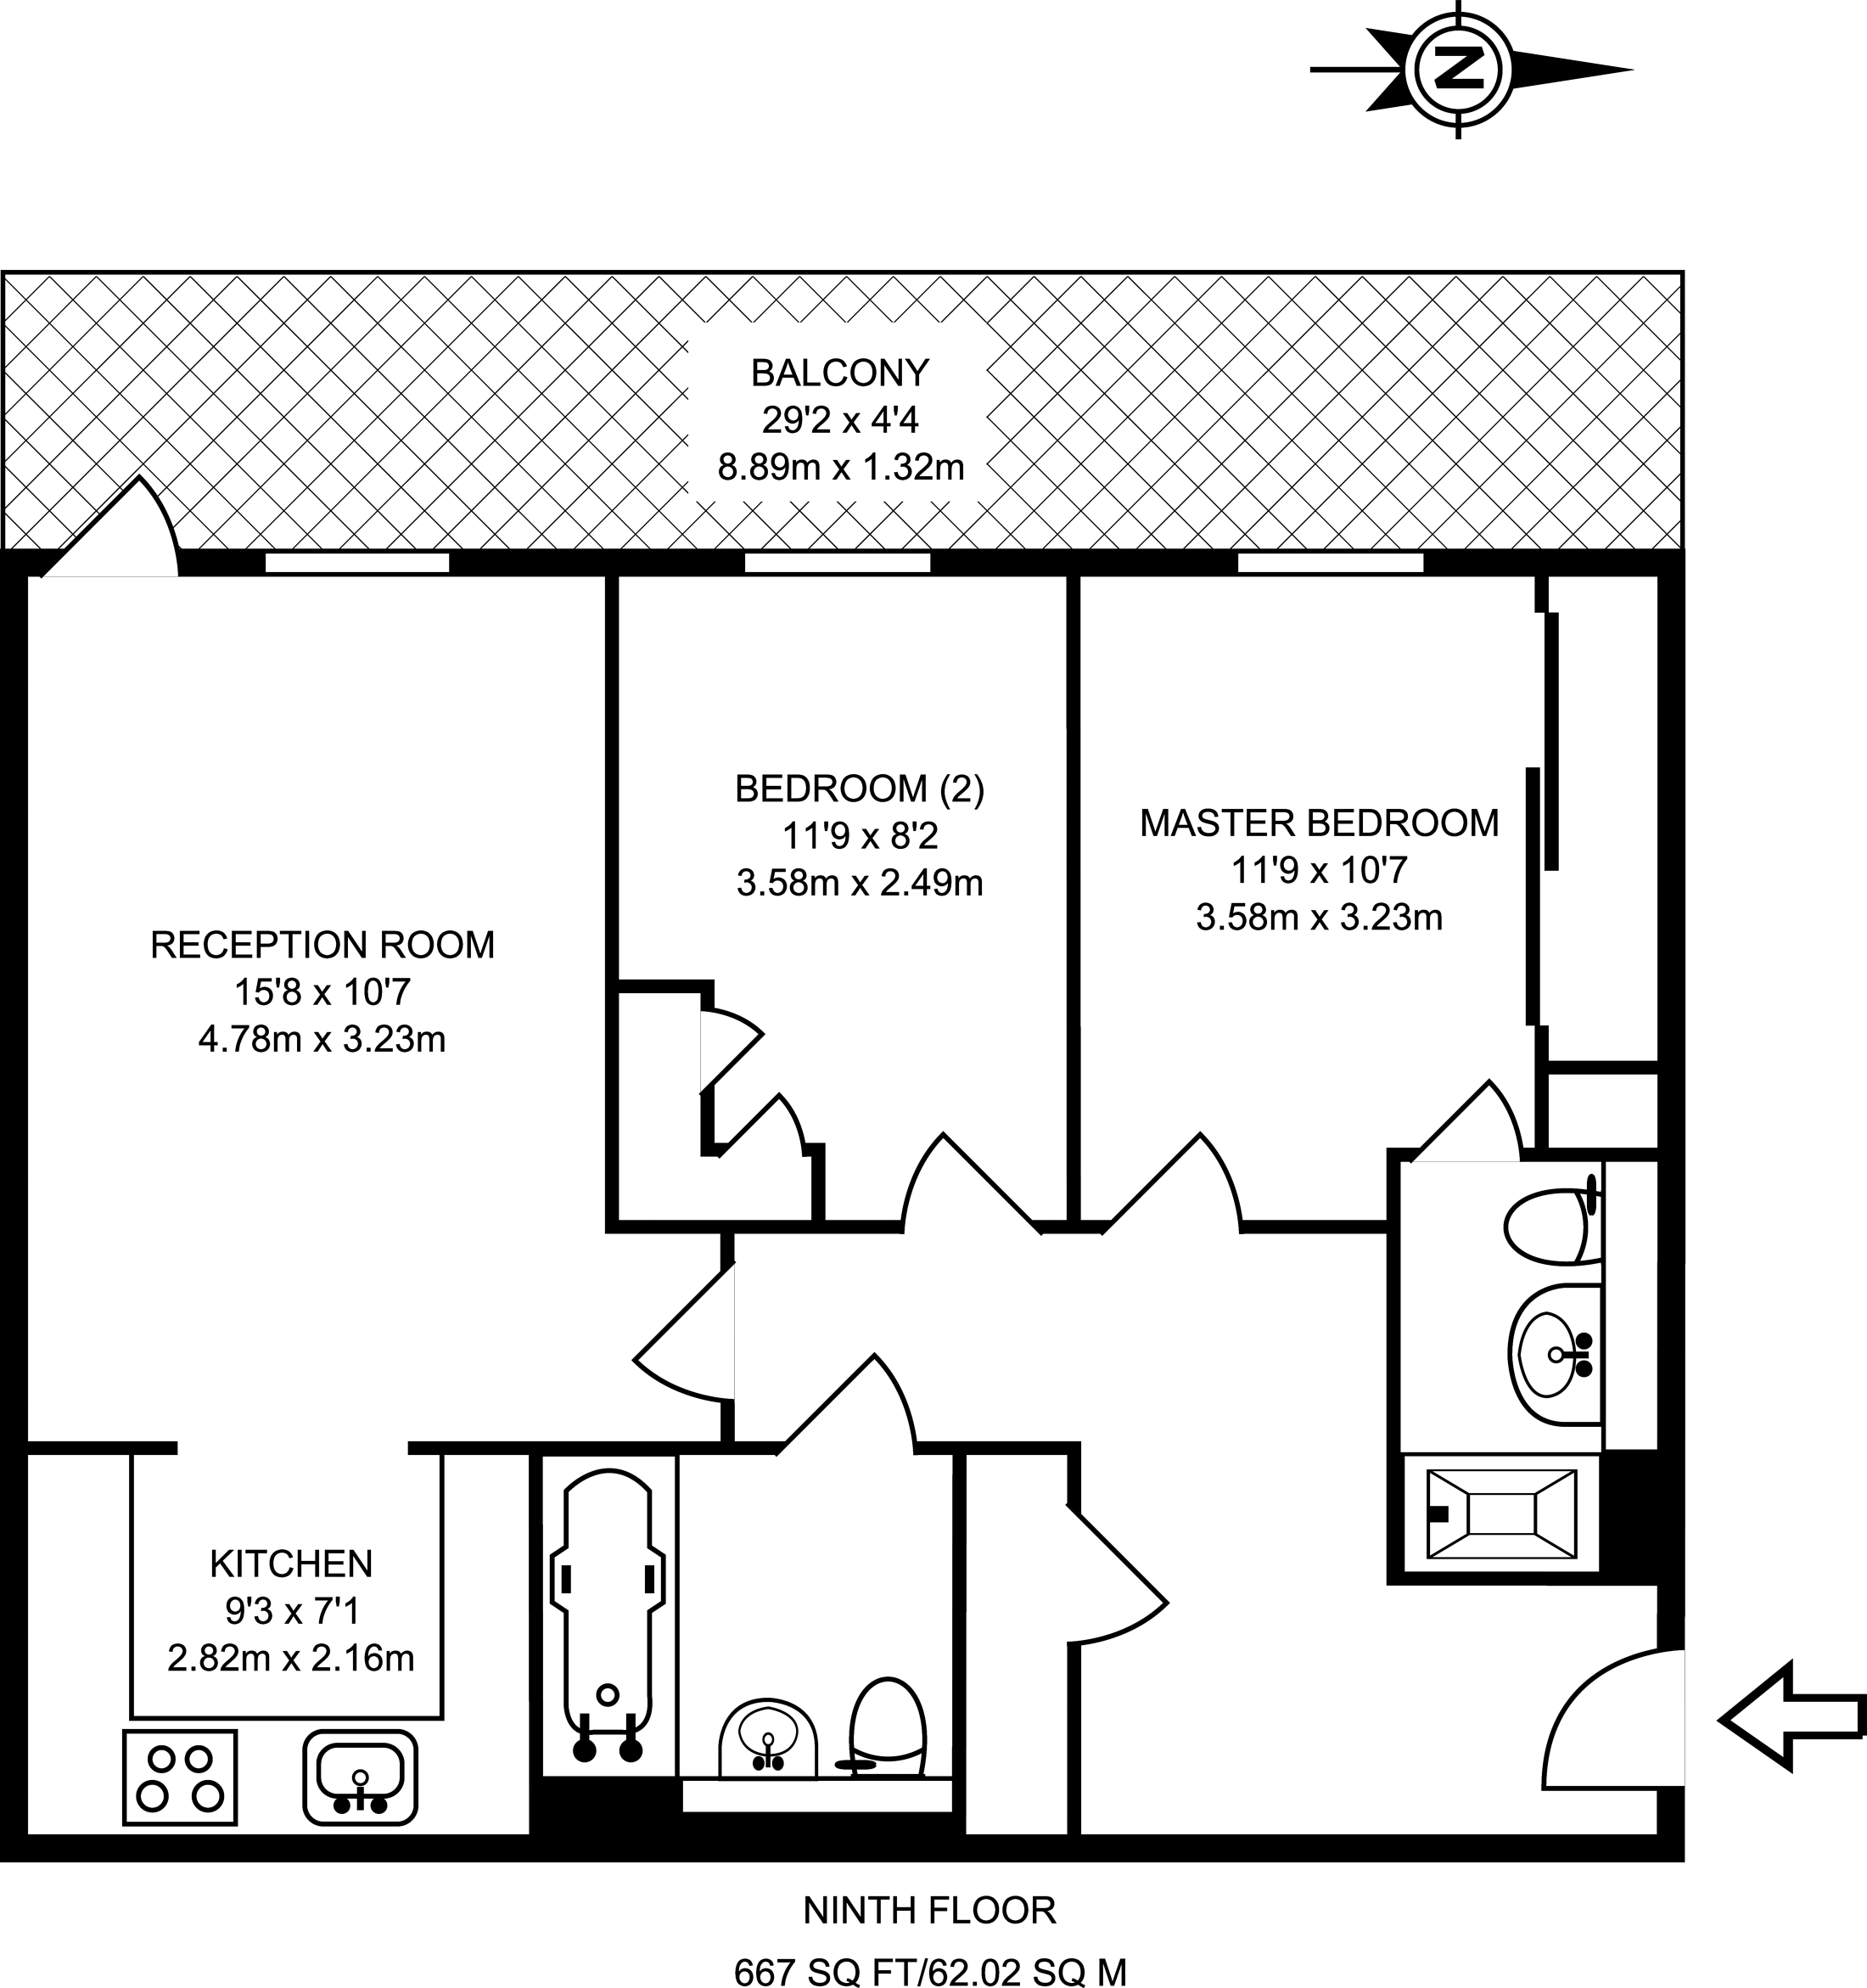 N
BALCONY
29'2 x 4'4
8.89m x 1.32m
BEDROOM (2)
11'9 x 8'2
3.58m x 2.49m
MASTER BEDROOM
11'9 x 10'7
3.58m x 3.23m
RECEPTION ROOM
15'8 x 10'7
4.78m x 3.23m
KITCHEN
9'3 x 7'1
2.82m x 2.16m
NINTH FLOOR
667 SQ FT/62.02 SQ M